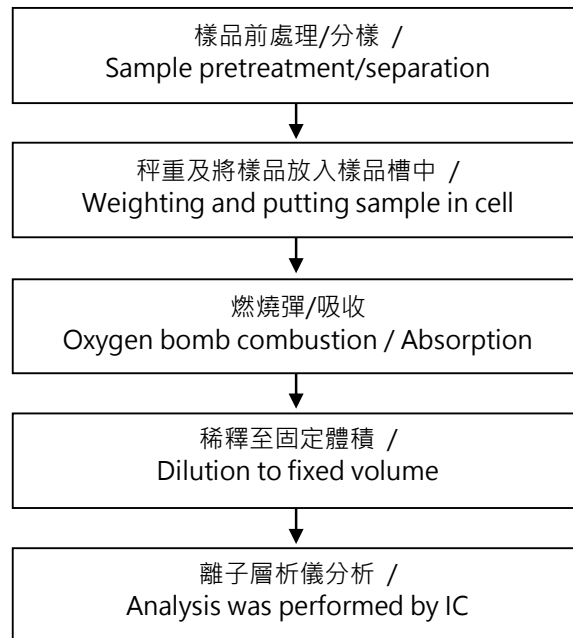 樣品前處理/分樣 /
Sample pretreatment/separation
秤重及將樣品放入樣品槽中 /
Weighting and putting sample in cell
燃燒彈/吸收
Oxygen bomb combustion / Absorption
稀釋至固定體積 /
Dilution to fixed volume
離子層析儀分析 /
Analysis was performed by IC